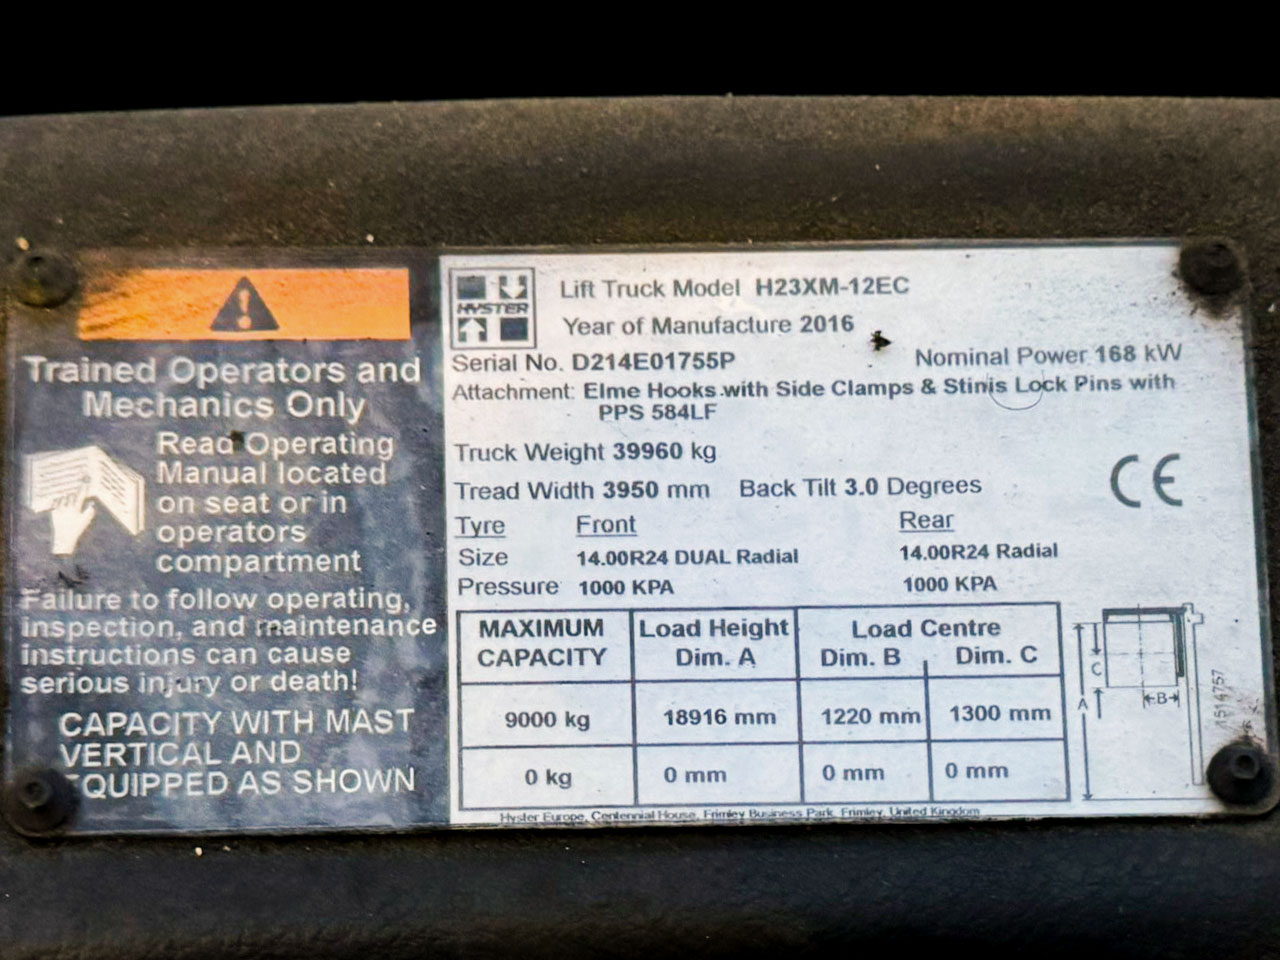 Trained Operators and
Mechanics Only
Read Operating
Manual located
on seat or in
operators
compartment
Failure to follow operating,
inspection, and maintenance
instructions can cause
serious injury or death!
CAPACITY WITH MAST
VERTICAL AND
EQUIPPED AS SHOWN
HYSTER
Lift Truck Model H23XM-12EC
Year of Manufacture 2016
Serial No. D214E01755P Nominal Power 168 kW
Attachment: Elme Hooks with Side Clamps & Stinis Lock Pins with
PPS 584LF
Truck Weight 39960 kg
Tread Width 3950 mm Back Tilt 3.0 Degrees
CE
Tyre Front Rear
Size 14.00R24 DUAL Radial 14.00R24 Radial
Pressure 1000 KPA 1000 KPA
MAXIMUM Load Height Load Centre
CAPACITY Dim. A Dim. B Dim. C
9000 kg 18916 mm 1220 mm 1300 mm
0 kg 0 mm 0 mm 0 mm
C
B
A
1614757
Hyster Europe, Centennial House, Frimley Business Park, Frimley, United Kingdom